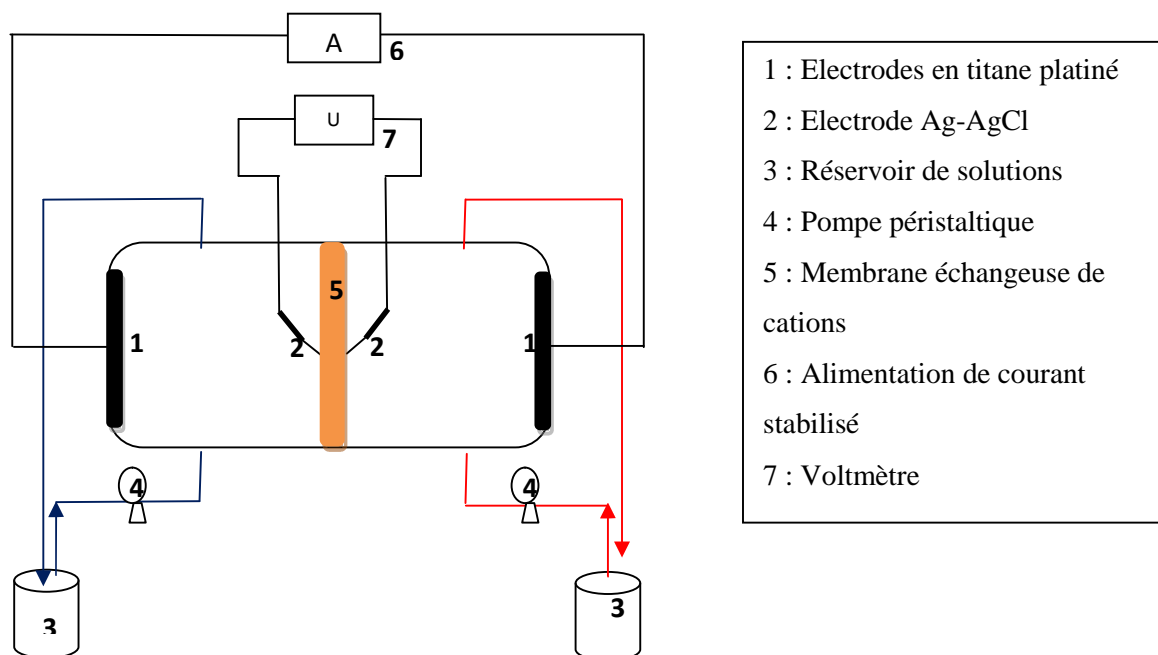 A
6
U
7
5
1
2
2
1
4
4
3
3
1 : Electrodes en titane platiné
2 : Electrode Ag-AgCl
3 : Réservoir de solutions
4 : Pompe péristaltique
5 : Membrane échangeuse de
cations
6 : Alimentation de courant
stabilisé
7 : Voltmètre